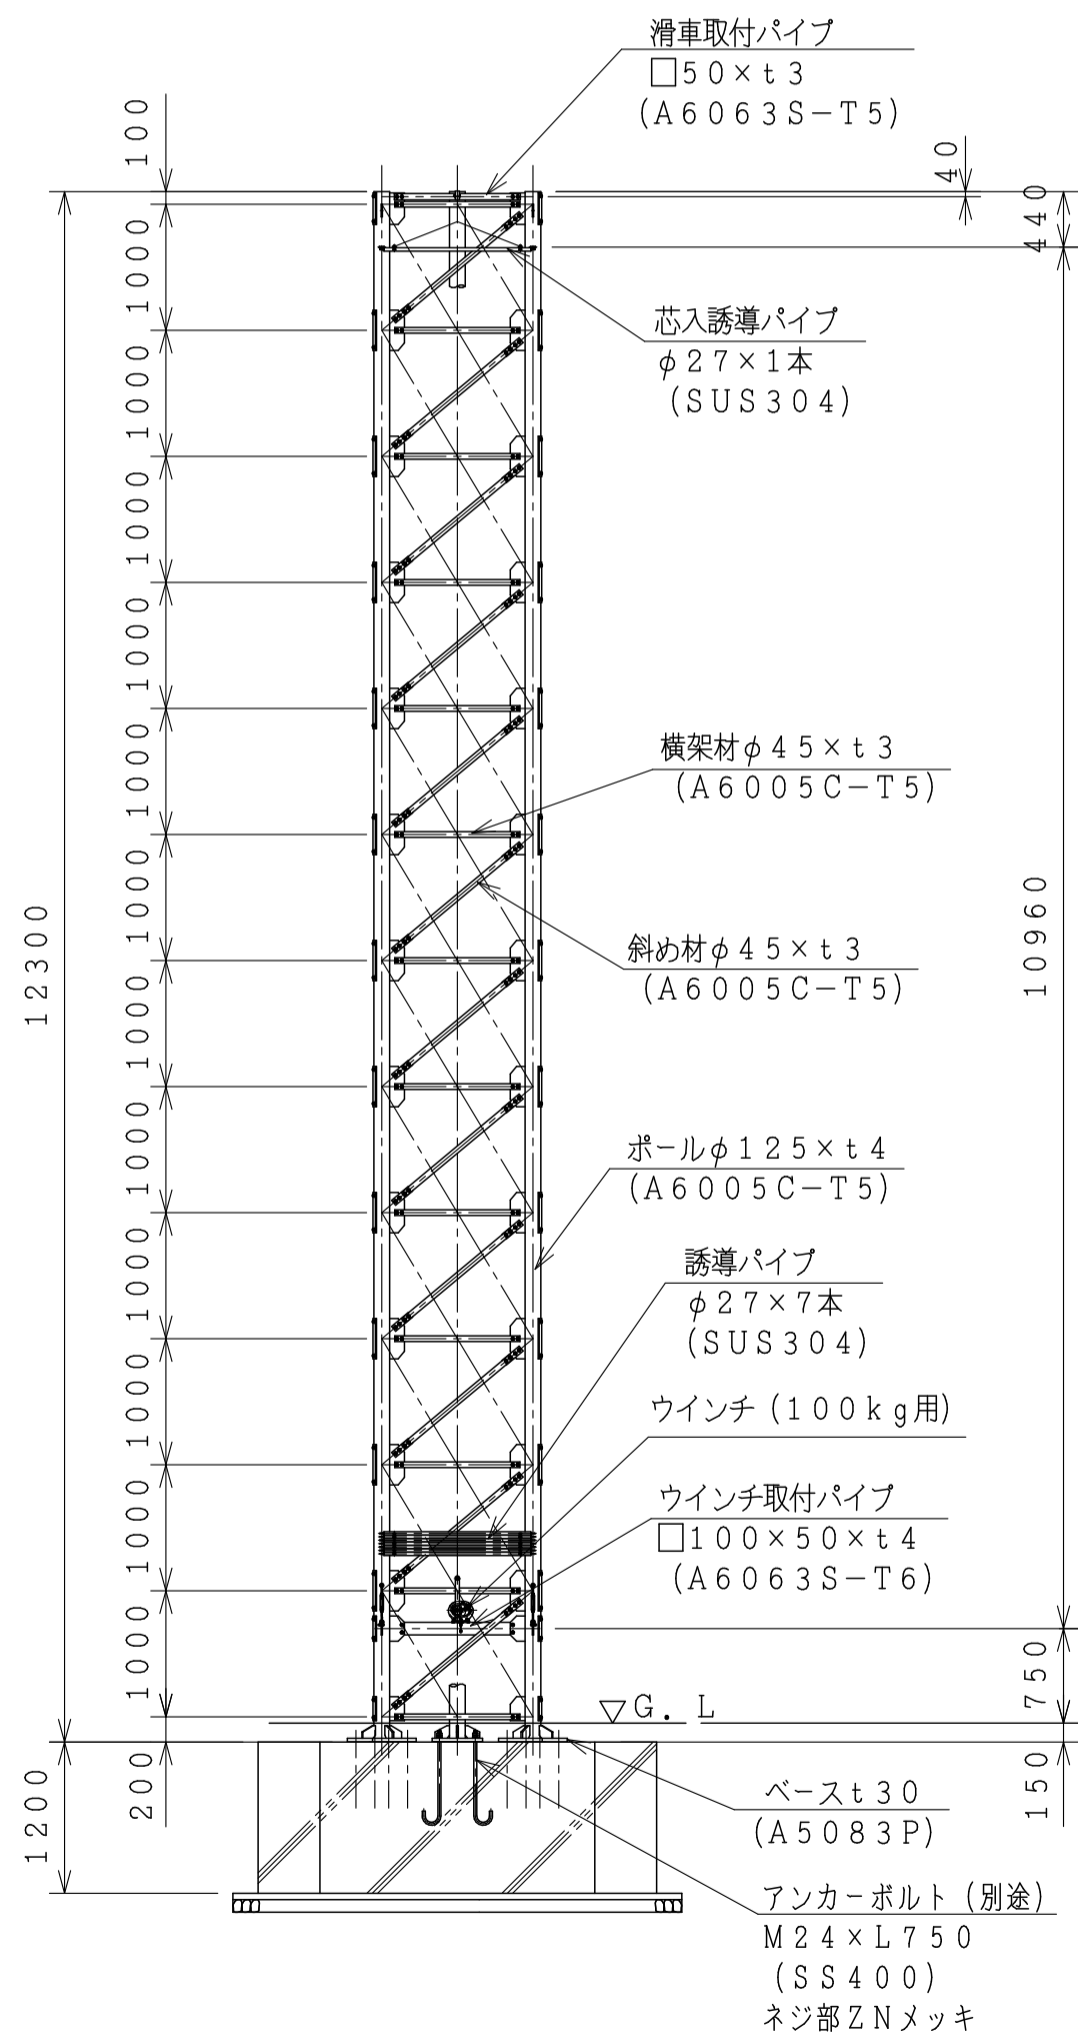 滑車取付パイプ
□50×t3
(A6063S-T5)
100
40
440
1000
芯入誘導パイプ
φ27×1本
(SUS304)
1000
1000
1000
1000
横架材φ45×t3
(A6005C-T5)
1000
12300
10960
斜め材φ45×t3
(A6005C-T5)
1000
1000
ポールφ125×t4
(A6005C-T5)
1000
誘導パイプ
φ27×7本
(SUS304)
1000
ウインチ(100kg用)
1000
ウインチ取付パイプ
□100×50×t4
(A6063S-T6)
1000
1000
750
▽G.L
200
150
1200
ベースt30
(A5083P)
アンカーボルト(別途)
M24×L750
(SS400)
ネジ部ZNメッキ